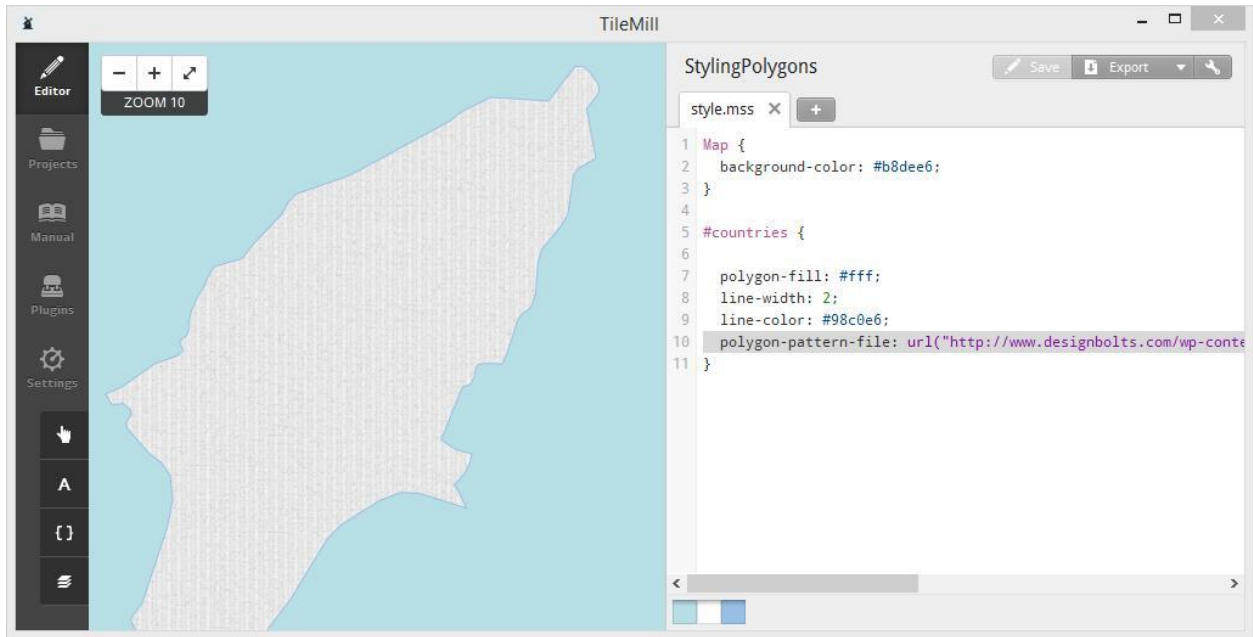 TileMill
Editor
Projects
Manual
Plugins
Settings
A
{ }
− + 
ZOOM 10
StylingPolygons
Save Export
style.mss × +
1 Map {
2 background-color: #b8dee6;
3 }
4
5 #countries {
6
7 polygon-fill: #fff;
8 line-width: 2;
9 line-color: #98c0e6;
10 polygon-pattern-file: url("http://www.designbolts.com/wp-conte
11 }